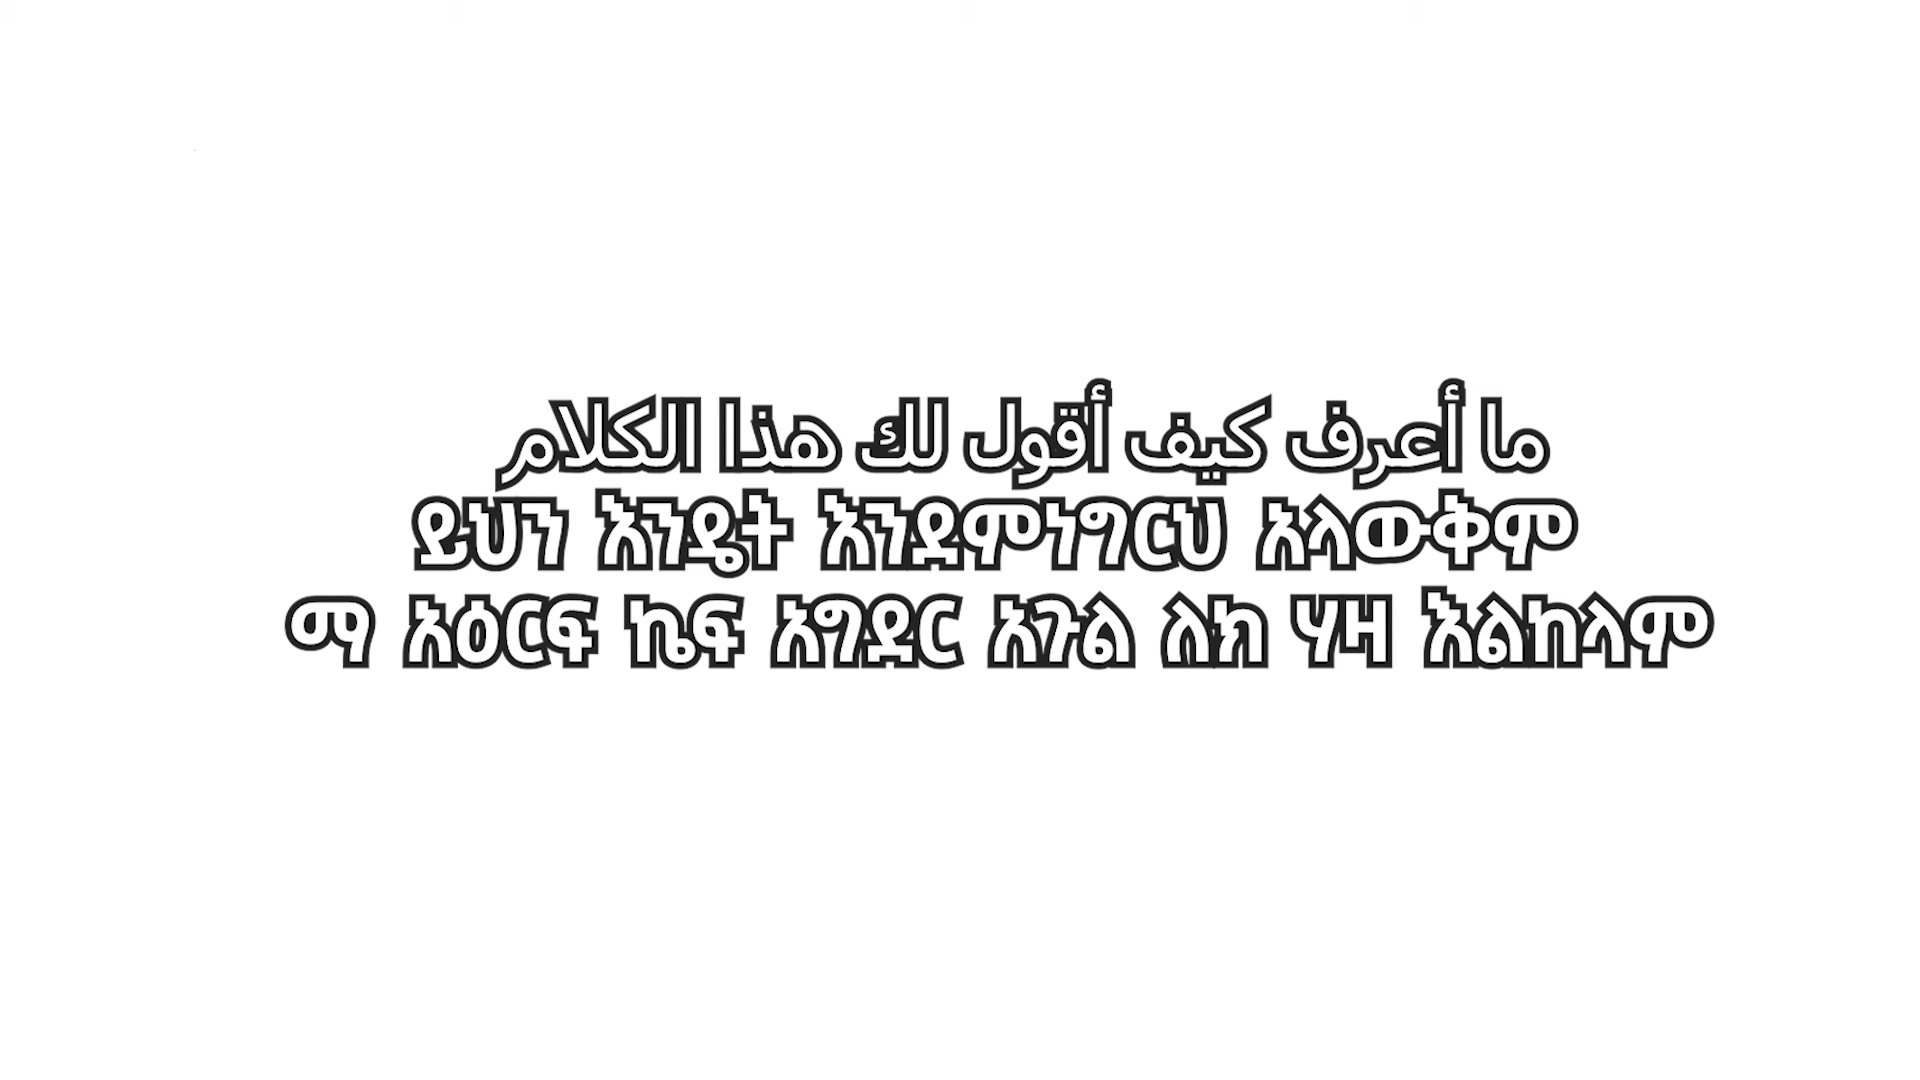 ما أعرف كيف أقول لك هذا الكلام
ይህን እንዴት እንደምነግርህ አላውቅም
ማ አዕርፍ ኬፍ አግደር አጉል ለክ ሃዛ እልከላም